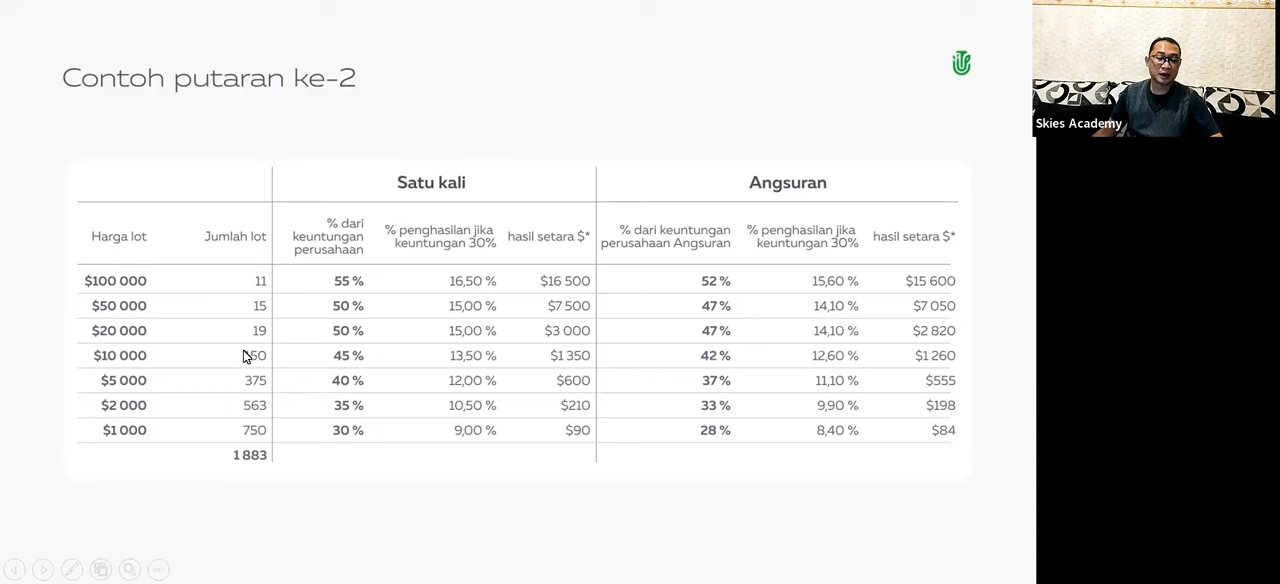 Contoh putaran ke-2
Skies Academy
Satu kali Angsuran
Harga lot Jumlah lot % dari keuntungan perusahaan % penghasilan jika keuntungan 30% hasil setara $* % dari keuntungan perusahaan Angsuran % penghasilan jika keuntungan 30% hasil setara $*
$100 000 11 55 % 16,50 % $16 500 52 % 15,60 % $15 600
$50 000 15 50 % 15,00 % $7 500 47 % 14,10 % $7 050
$20 000 19 50 % 15,00 % $3 000 47 % 14,10 % $2 820
$10 000 45 % 13,50 % $1 350 42 % 12,60 % $1 260
$5 000 375 40 % 12,00 % $600 37 % 11,10 % $555
$2 000 563 35 % 10,50 % $210 33 % 9,90 % $198
$1 000 750 30 % 9,00 % $90 28 % 8,40 % $84
1 883